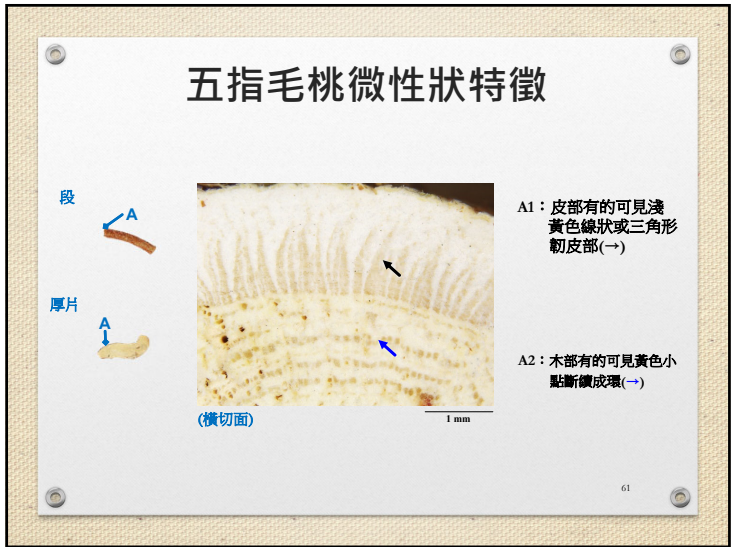 五指毛桃微性狀特徵
段
A
厚片
A
(橫切面)
1 mm
A1：皮部有的可見淺
黃色線狀或三角形
韌皮部(→)
A2：木部有的可見黃色小
點斷續成環(→)
61